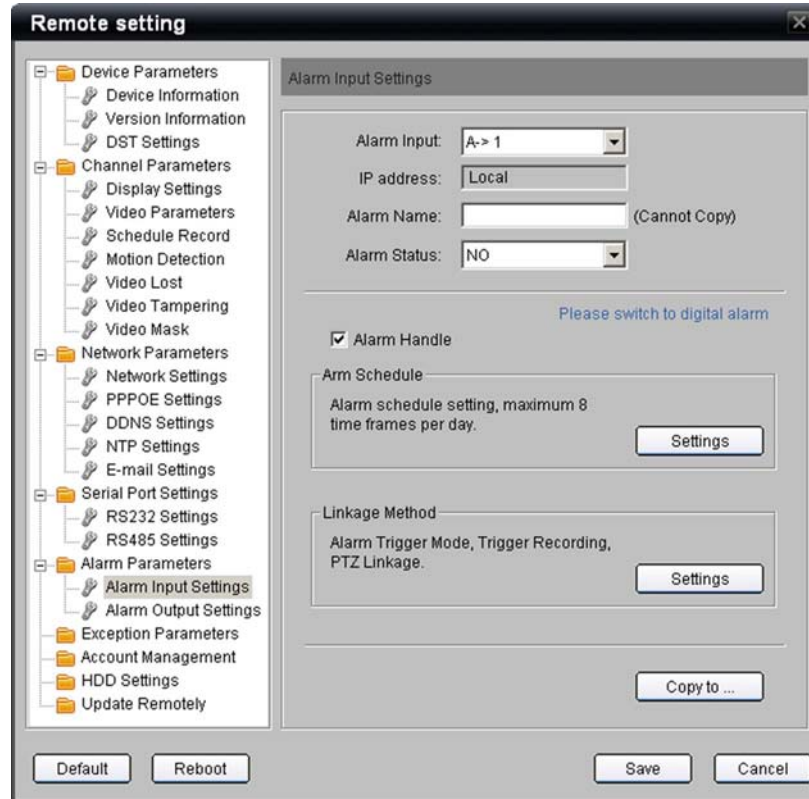 Remote setting
Device Parameters
Device Information
Version Information
DST Settings
Channel Parameters
Display Settings
Video Parameters
Schedule Record
Motion Detection
Video Lost
Video Tampering
Video Mask
Network Parameters
Network Settings
PPPOE Settings
DDNS Settings
NTP Settings
E-mail Settings
Serial Port Settings
RS232 Settings
RS485 Settings
Alarm Parameters
Alarm Input Settings
Alarm Output Settings
Exception Parameters
Account Management
HDD Settings
Update Remotely
Alarm Input Settings
Alarm Input: A-> 1
IP address: Local
Alarm Name: (Cannot Copy)
Alarm Status: NO
Please switch to digital alarm
Alarm Handle
Arm Schedule
Alarm schedule setting, maximum 8
time frames per day.
Settings
Linkage Method
Alarm Trigger Mode, Trigger Recording,
PTZ Linkage.
Settings
Copy to ...
Default Reboot Save Cancel